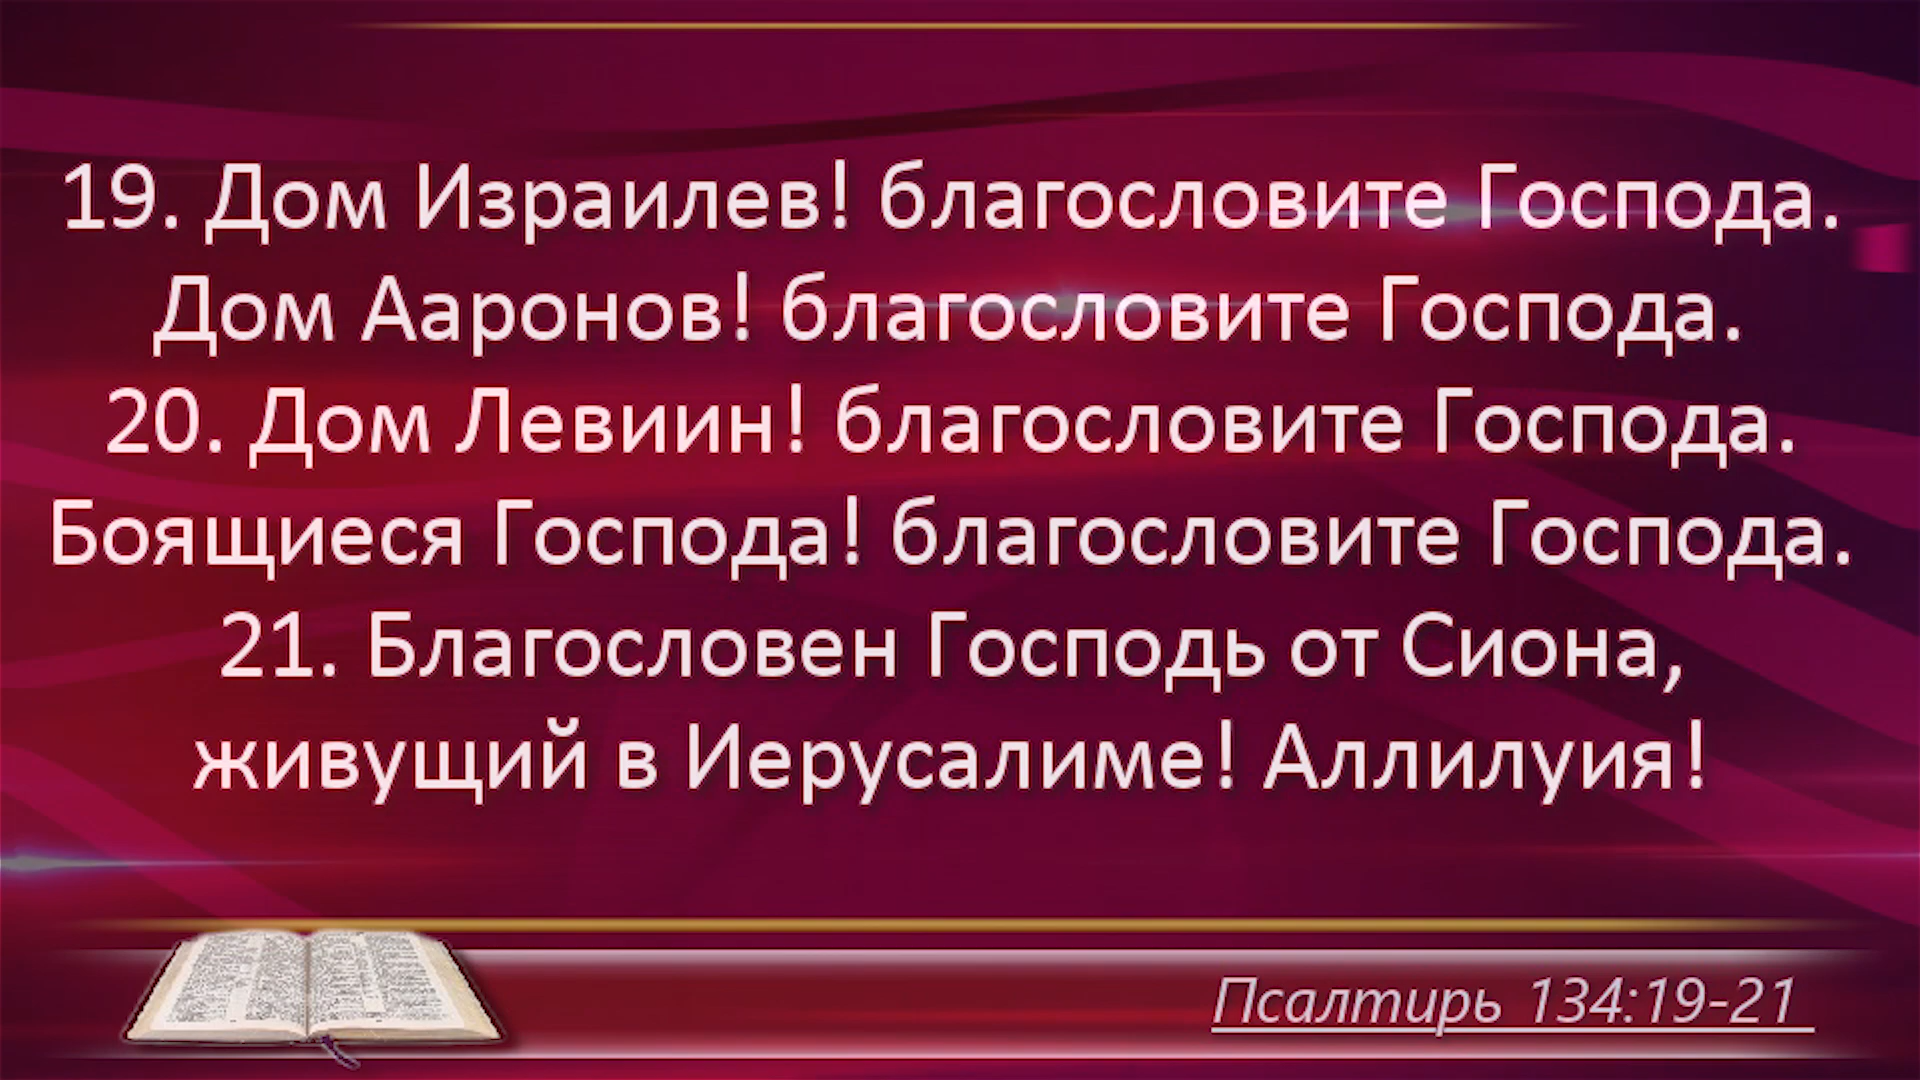 19. Дом Израилев! благословите Господа.
Дом Ааронов! благословите Господа.
20. Дом Левиин! благословите Господа.
Боящиеся Господа! благословите Господа.
21. Благословен Господь от Сиона,
живущий в Иерусалиме! Аллилуия!
Псалтирь 134:19-21